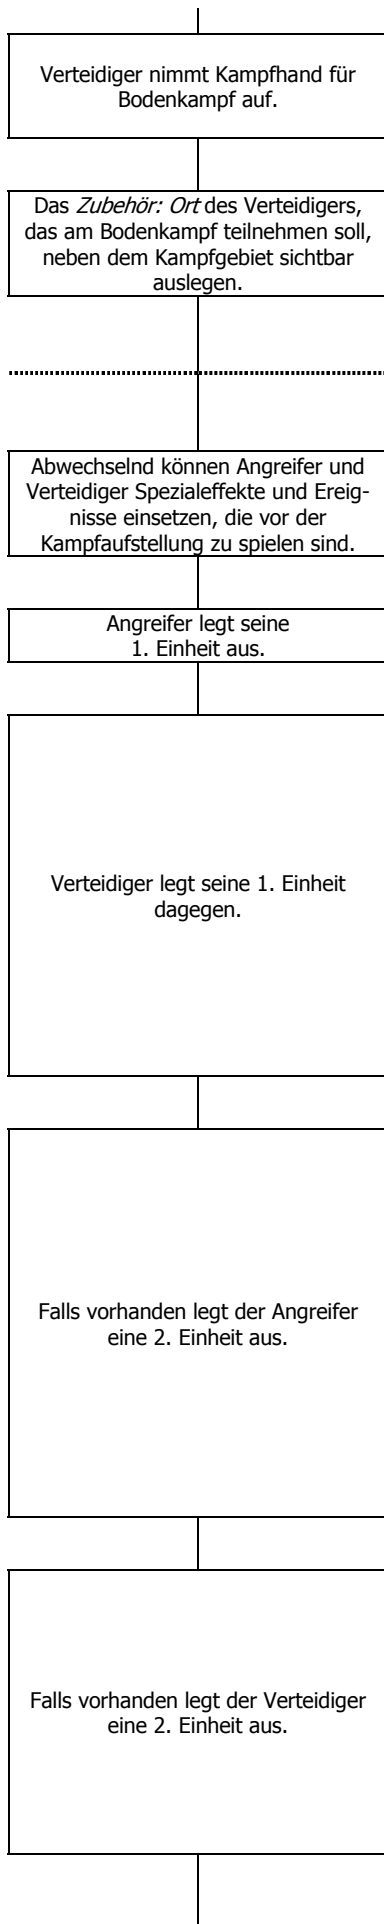 Verteidiger nimmt Kampfhand für
Bodenkampf auf.
Das Zubehör: Ort des Verteidigers,
das am Bodenkampf teilnehmen soll,
neben dem Kampfgebiet sichtbar
auslegen.
Abwechselnd können Angreifer und
Verteidiger Spezialeffekte und Ereig-
nisse einsetzen, die vor der
Kampfaufstellung zu spielen sind.
Angreifer legt seine
1. Einheit aus.
Verteidiger legt seine 1. Einheit
dagegen.
Falls vorhanden legt der Angreifer
eine 2. Einheit aus.
Falls vorhanden legt der Verteidiger
eine 2. Einheit aus.